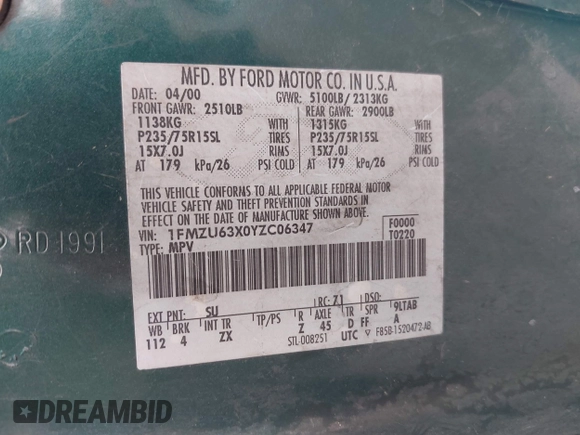 MFD. BY FORD MOTOR CO. IN U.S.A.
DATE: 04/00 GVWR: 5100LB/ 2313KG
FRONT GAWR: 2510LB REAR GAWR: 2900LB
1138KG WITH 1315KG WITH
P235/75R15SL TIRES P235/75R15SL TIRES
15X7.0J RIMS 15X7.0J RIMS
AT 179 kPa/26 PSI COLD AT 179 kPa/26 PSI COLD
THIS VEHICLE CONFORMS TO ALL APPLICABLE FEDERAL MOTOR
VEHICLE SAFETY AND THEFT PREVENTION STANDARDS IN
EFFECT ON THE DATE OF MANUFACTURE SHOWN ABOVE.
VIN: 1FMZU63X0YZC06347 F0000
TYPE: MPV T0220
EXT PNT: SU RC: 71 DSO:
WB BRK INT TR TP/PS R AXLE TR SPR 9LTAB
112 4 ZX Z 45 D FF A
STL-008251 UTC F85B-1520472-AB
RD 1991
DREAMBID